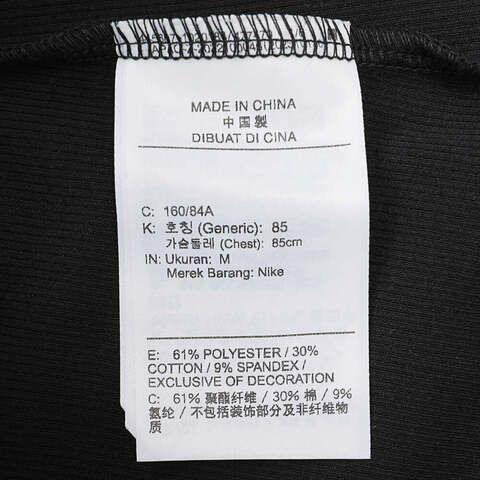 MADE IN CHINA
中国製
DIBUAT DI CINA
C: 160/84A
K: 호칭 (Generic): 85
가슴둘레 (Chest): 85cm
IN: Ukuran: M
Merek Barang: Nike
E: 61% POLYESTER / 30%
COTTON / 9% SPANDEX /
EXCLUSIVE OF DECORATION
C: 61% 聚酯纤维 / 30% 棉 / 9%
氨纶 / 不包括装饰部分及非纤维物
质